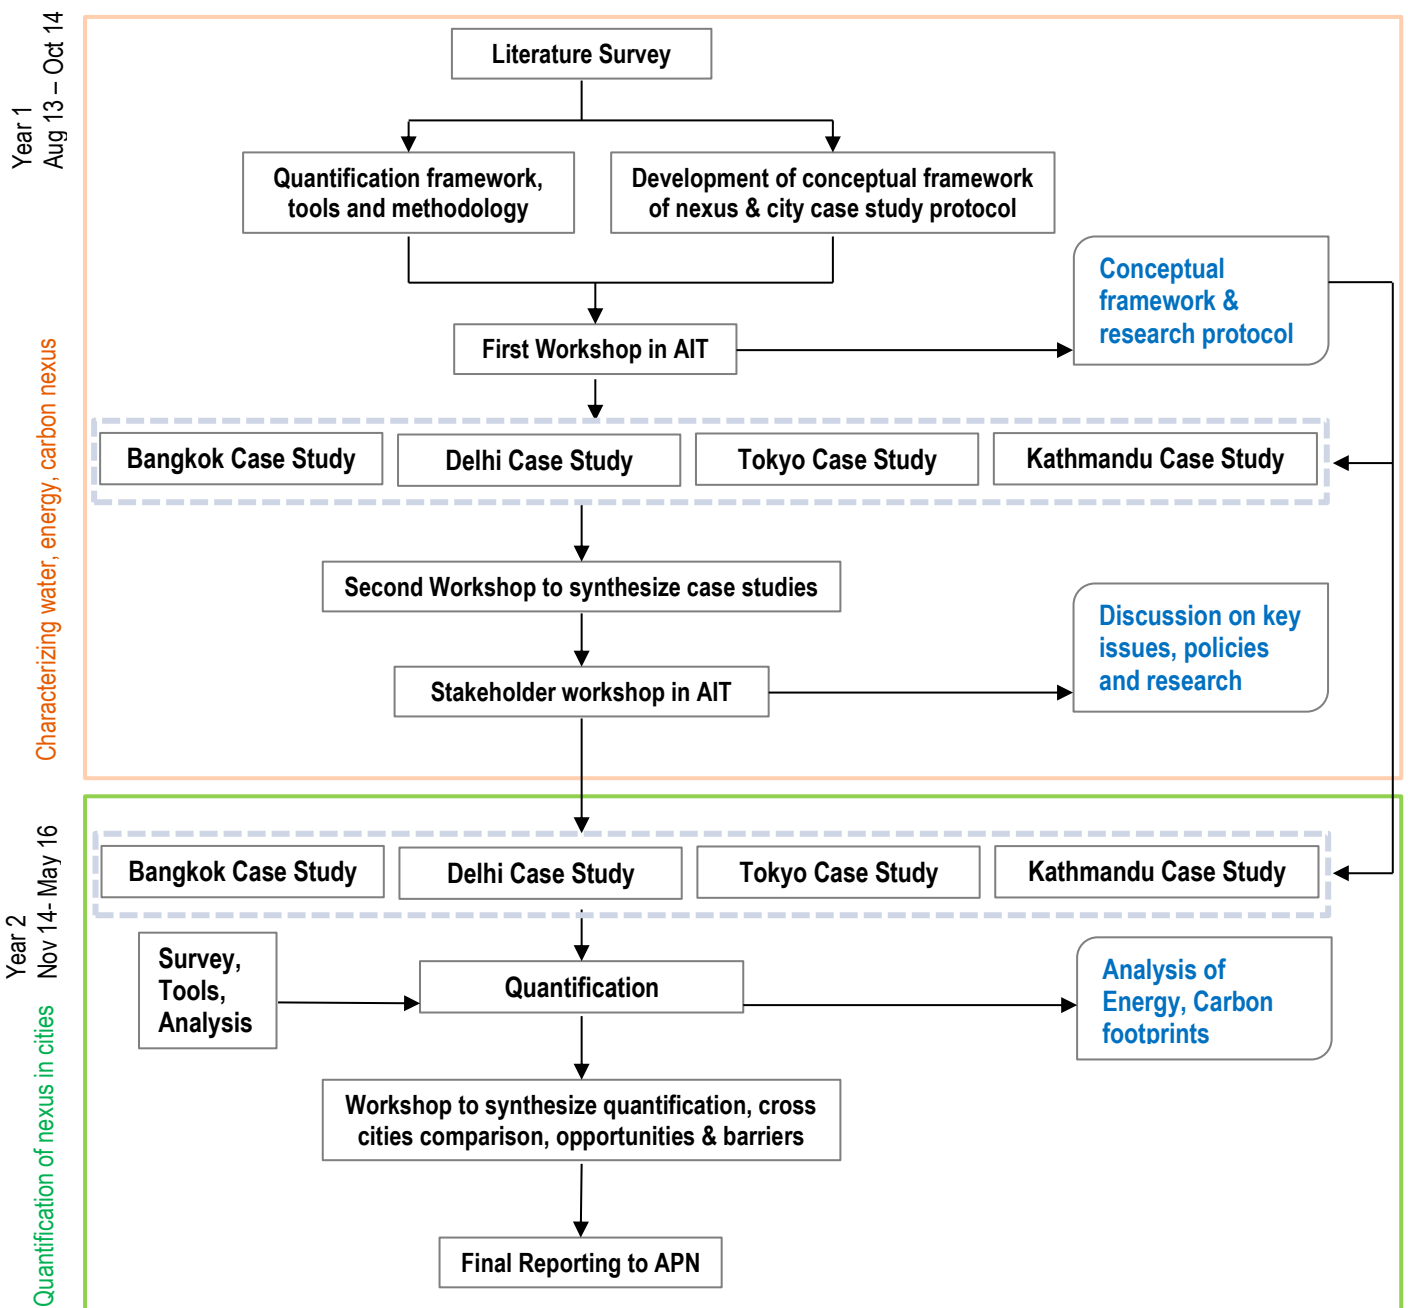 Year 1
Aug 13 – Oct 14
Characterizing water, energy, carbon nexus
Literature Survey
Quantification framework,
tools and methodology
Development of conceptual framework
of nexus & city case study protocol
Conceptual
framework &
research protocol
First Workshop in AIT
Bangkok Case Study
Delhi Case Study
Tokyo Case Study
Kathmandu Case Study
Second Workshop to synthesize case studies
Discussion on key
issues, policies
and research
Stakeholder workshop in AIT
Year 2
Nov 14- May 16
Quantification of nexus in cities
Bangkok Case Study
Delhi Case Study
Tokyo Case Study
Kathmandu Case Study
Survey,
Tools,
Analysis
Quantification
Analysis of
Energy, Carbon
footprints
Workshop to synthesize quantification, cross
cities comparison, opportunities & barriers
Final Reporting to APN